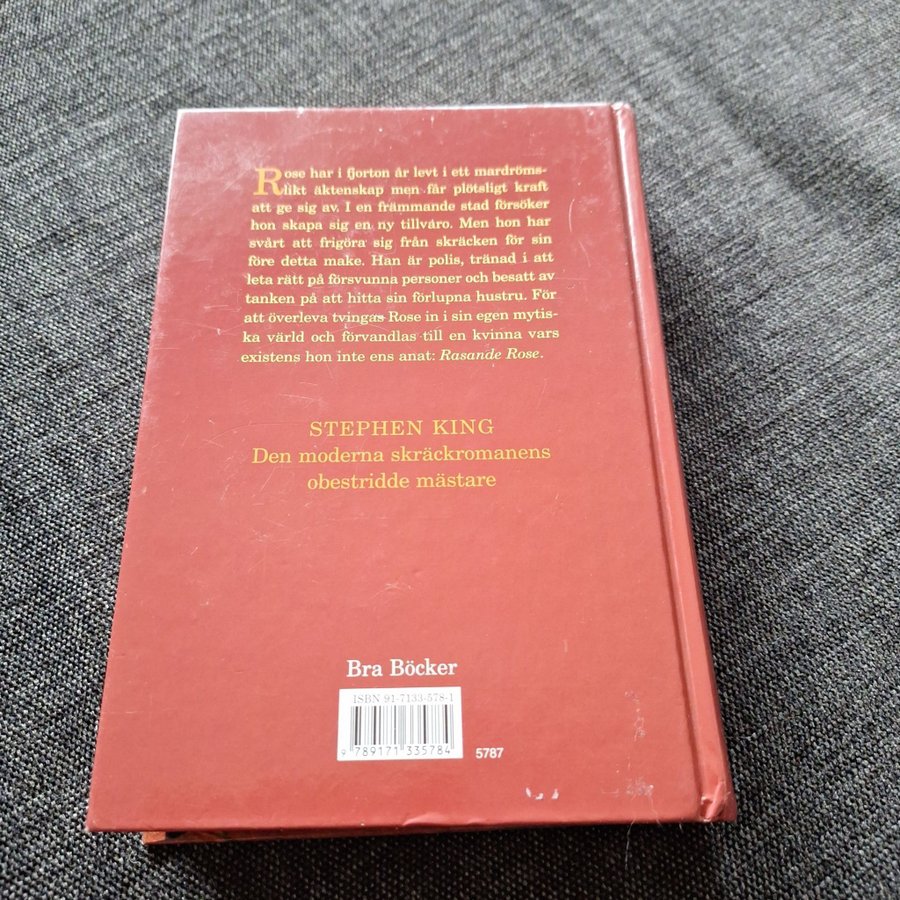 Rose har i fjorton år levt i ett mardröms-
likt äktenskap men får plötsligt kraft
att ge sig av. I en främmande stad försöker
hon skapa sig en ny tillvaro. Men hon har
svårt att frigöra sig från skräcken för sin
före detta make. Han är polis, tränad i att
leta rätt på försvunna personer och besatt av
tanken på att hitta sin förlupna hustru. För
att överleva tvingas Rose in i sin egen mytis-
ka värld och förvandlas till en kvinna vars
existens hon inte ens anat: Rasande Rose.
STEPHEN KING
Den moderna skräckromanens
obestridde mästare
Bra Böcker
ISBN 91-7133-578-1
9 789171 335784
5787